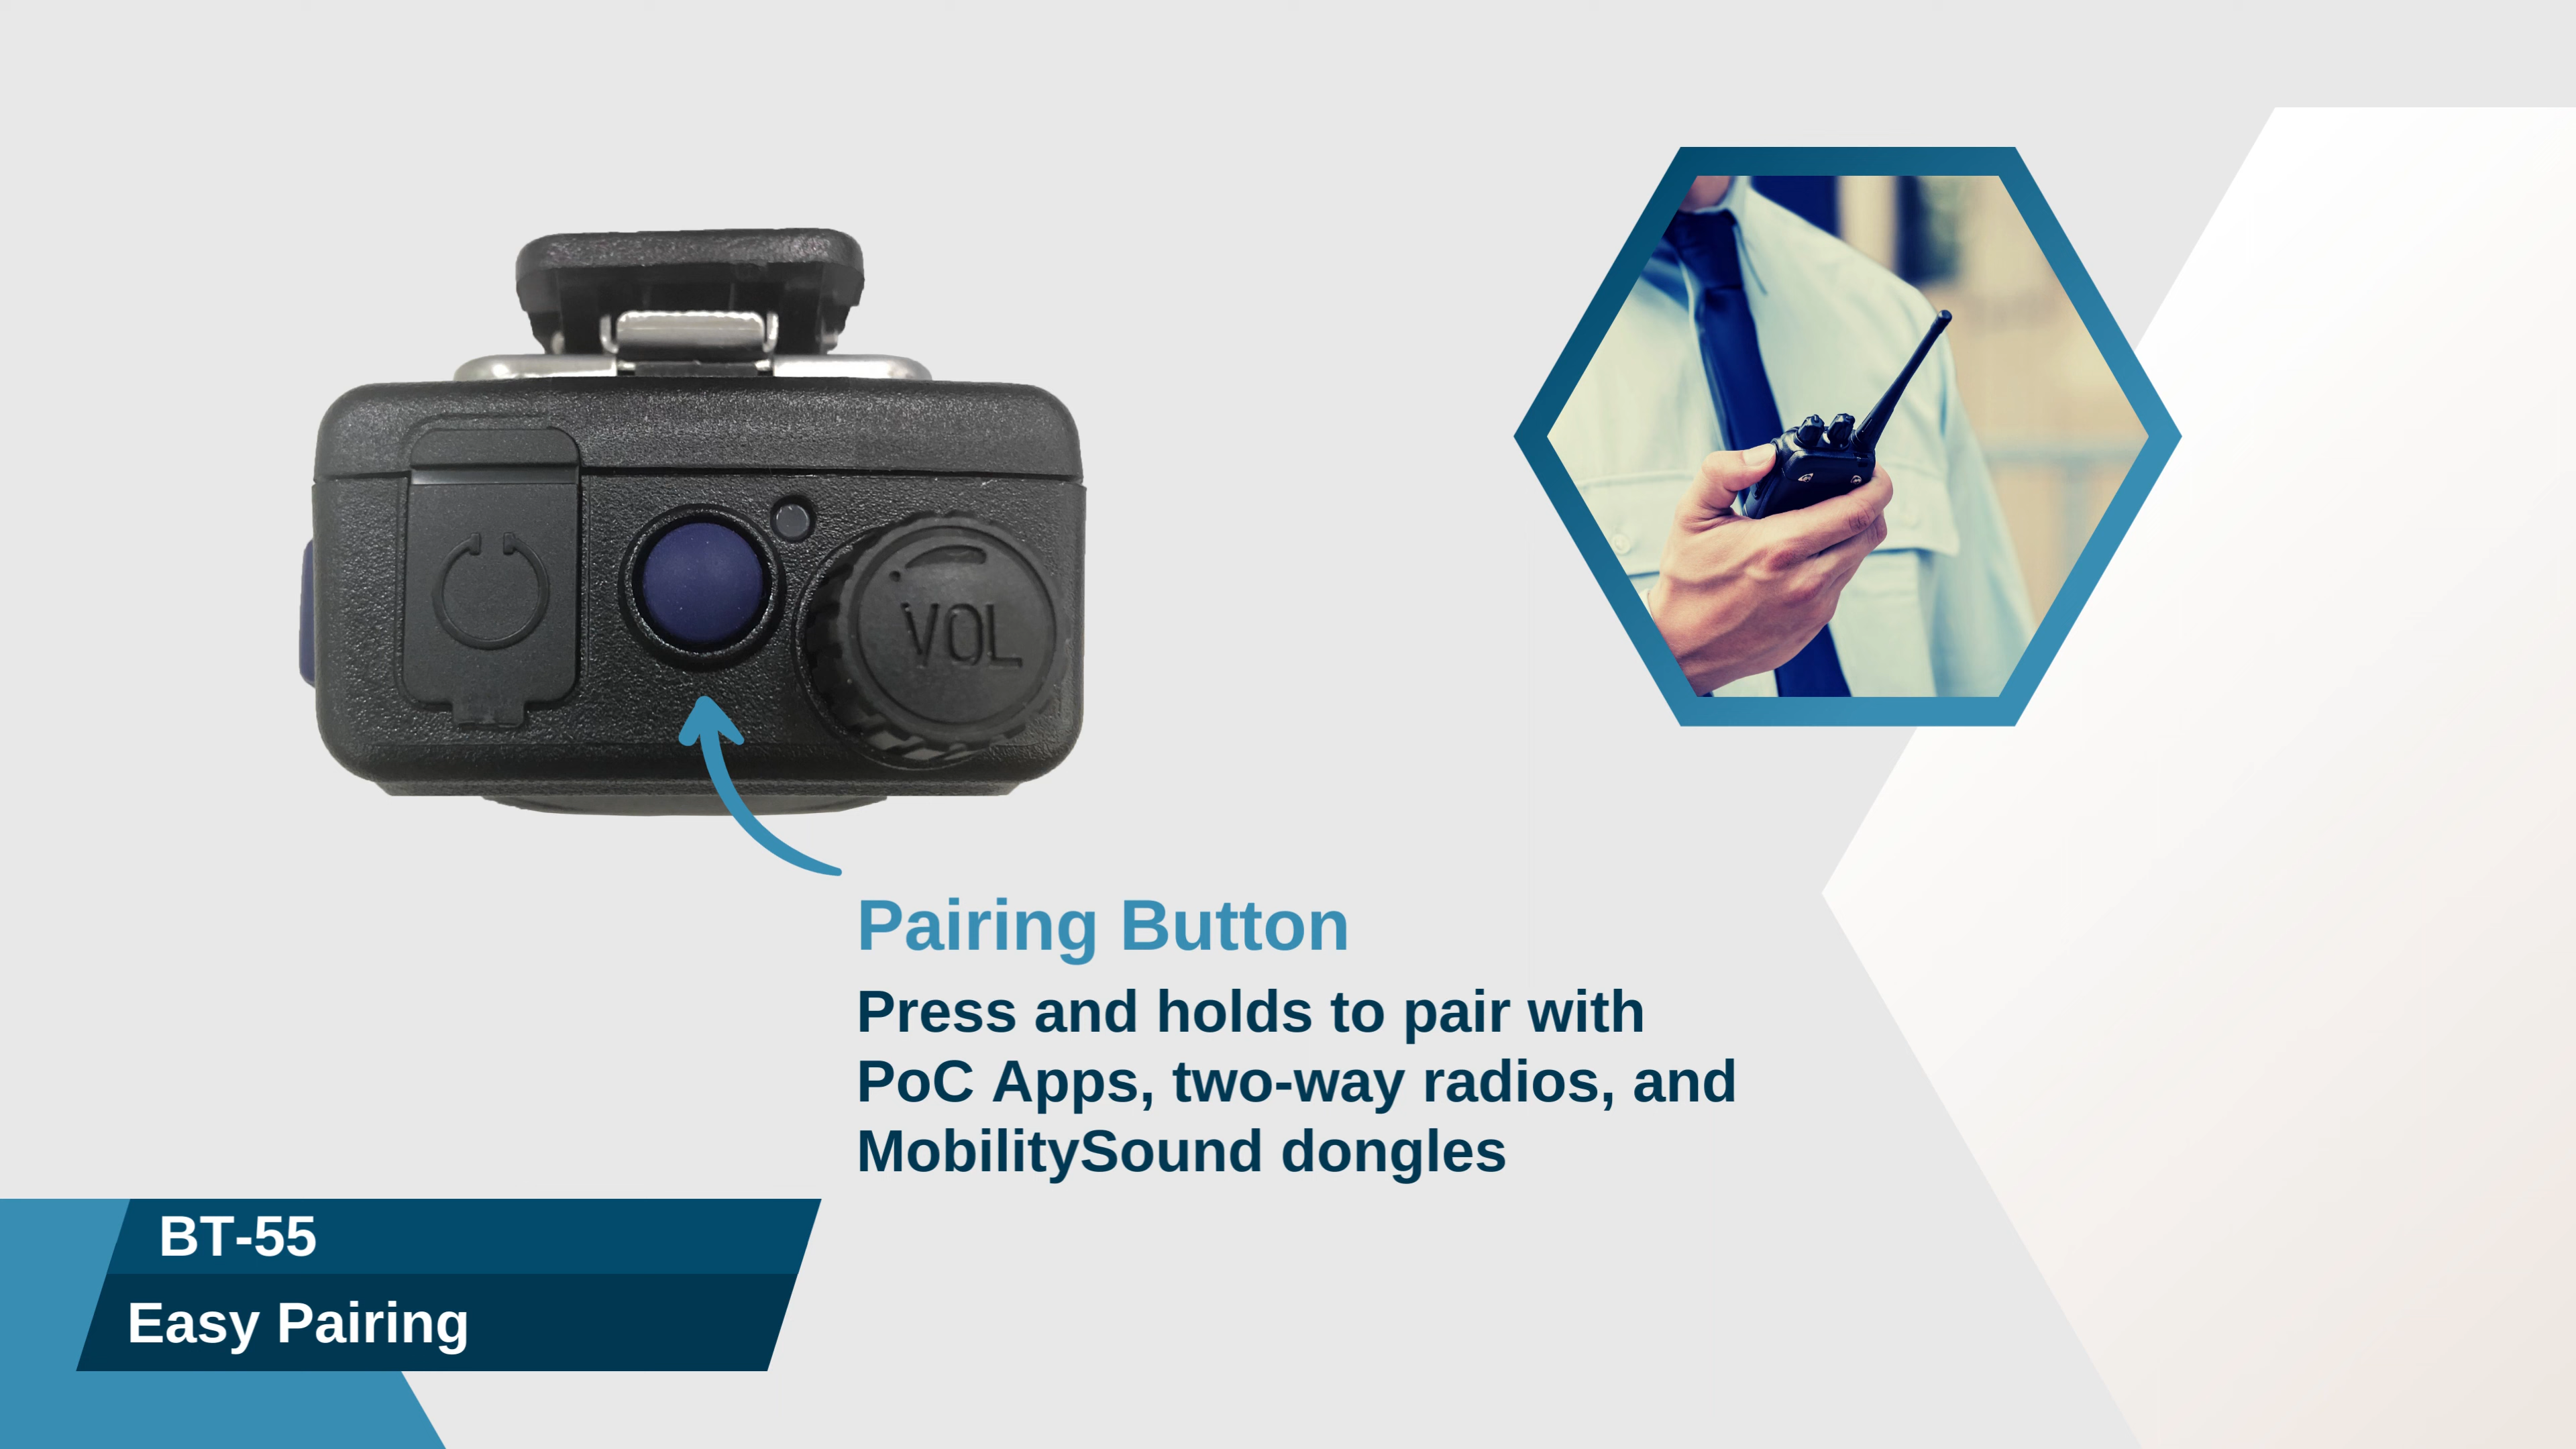 VOL
Pairing Button
Press and holds to pair with
PoC Apps, two-way radios, and
MobilitySound dongles
BT-55
Easy Pairing